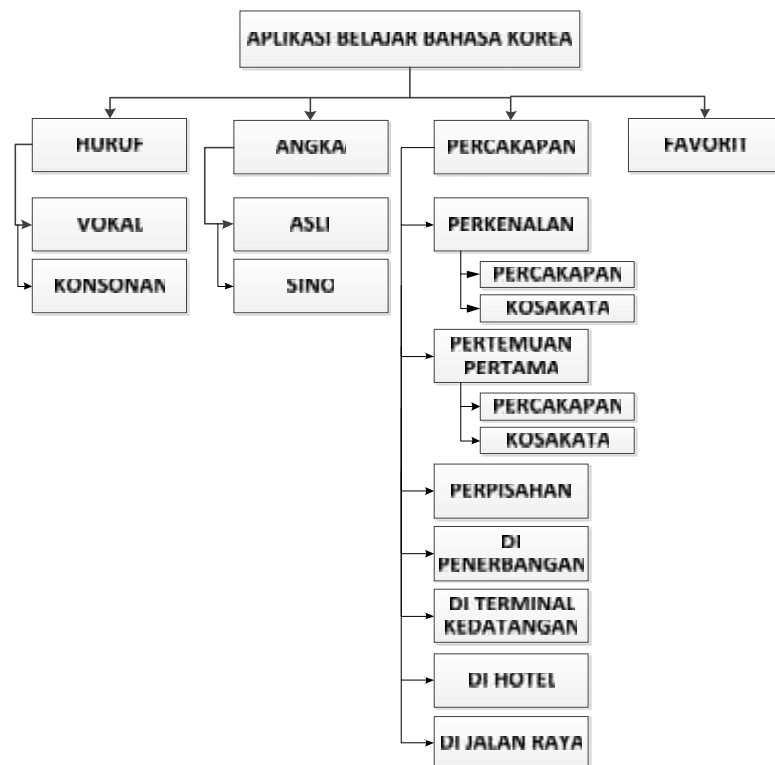 APLIKASI BELAJAR BAHASA KOREA
HURUF
ANGKA
PERCAKAPAN
FAVORIT
VOKAL
ASLI
PERKENALAN
PERCAKAPAN
KONSONAN
SINO
KOSAKATA
PERTEMUAN
PERTAMA
PERCAKAPAN
KOSAKATA
PERPISAHAN
DI
PENERBANGAN
DI TERMINAL
KEDATANGAN
DI HOTEL
DI JALAN RAYA